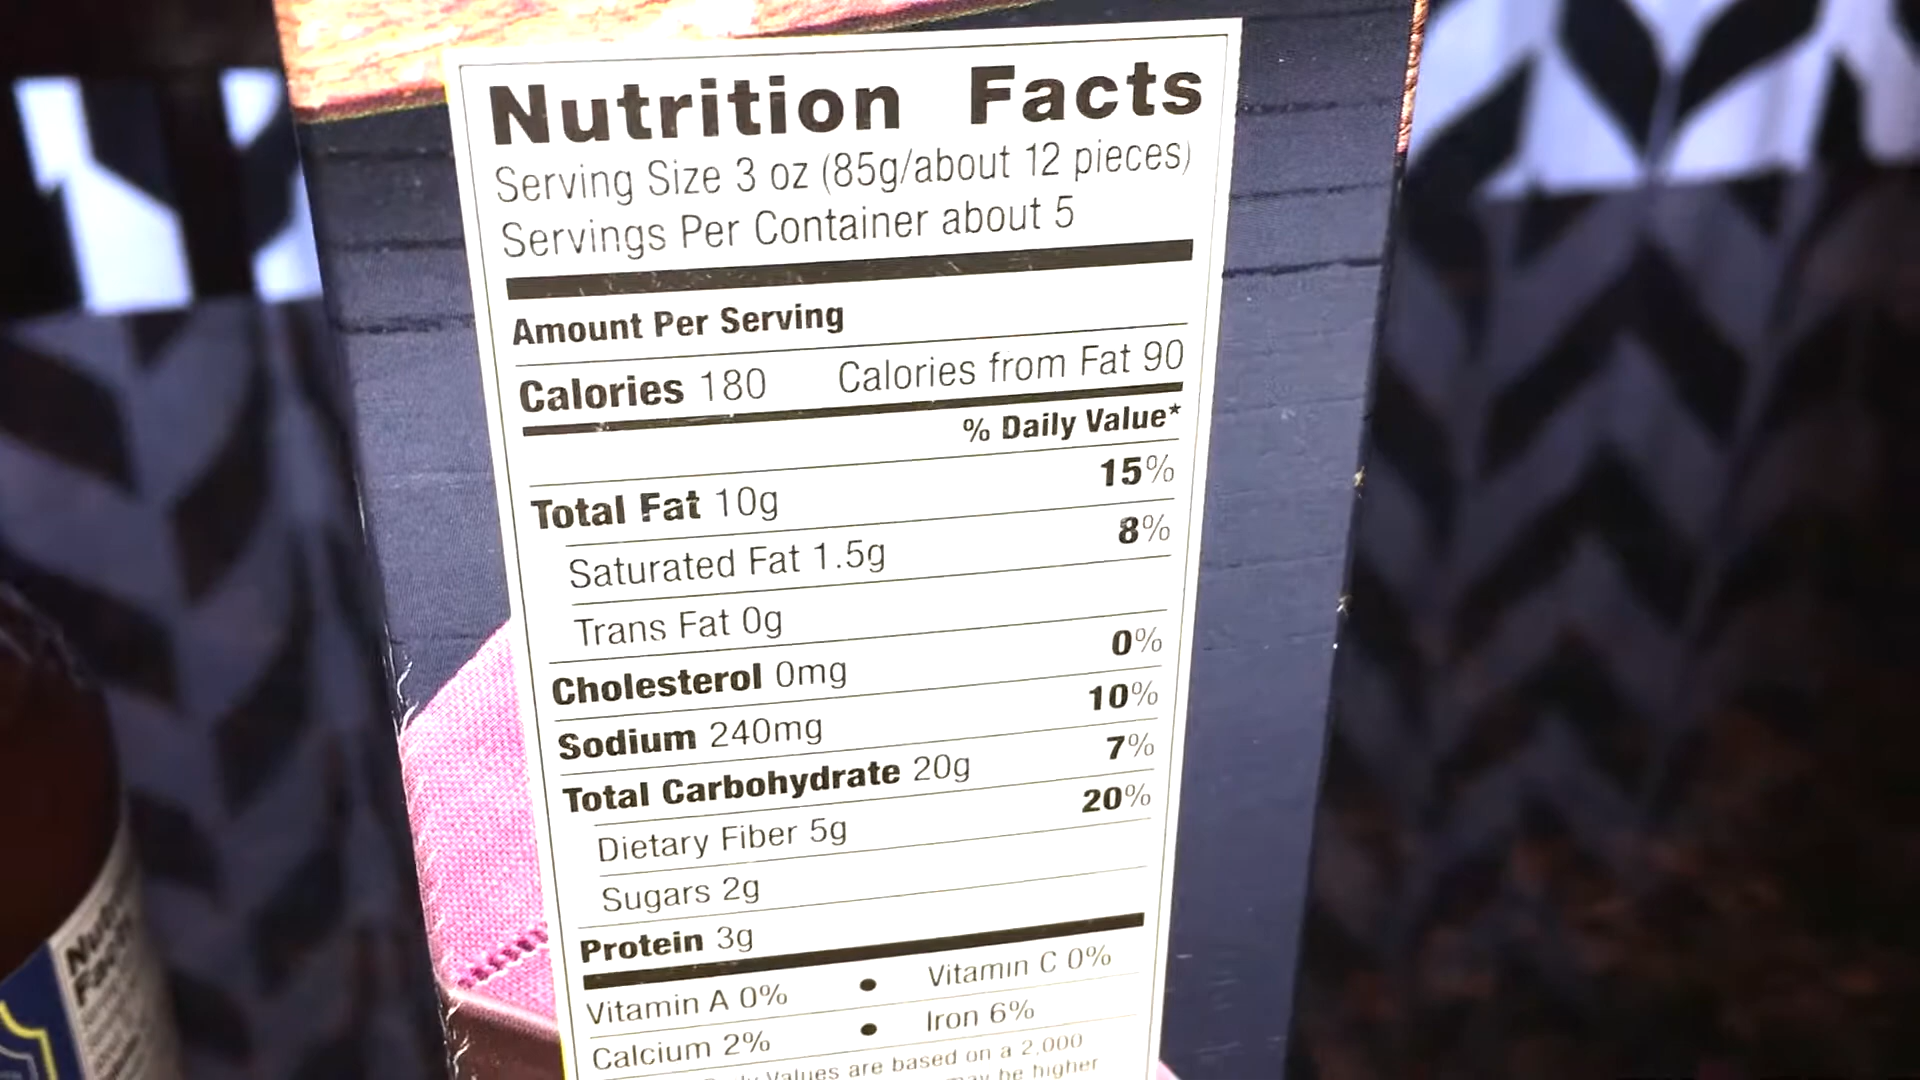 Nutrition Facts
Serving Size 3 oz (85g/about 12 pieces)
Servings Per Container about 5
Amount Per Serving
Calories 180 Calories from Fat 90
% Daily Value*
Total Fat 10g 15%
Saturated Fat 1.5g 8%
Trans Fat 0g
Cholesterol 0mg 0%
Sodium 240mg 10%
Total Carbohydrate 20g 7%
Dietary Fiber 5g 20%
Sugars 2g
Protein 3g
Vitamin A 0% • Vitamin C 0%
Calcium 2% • Iron 6%
Values are based on a 2,000
may be higher